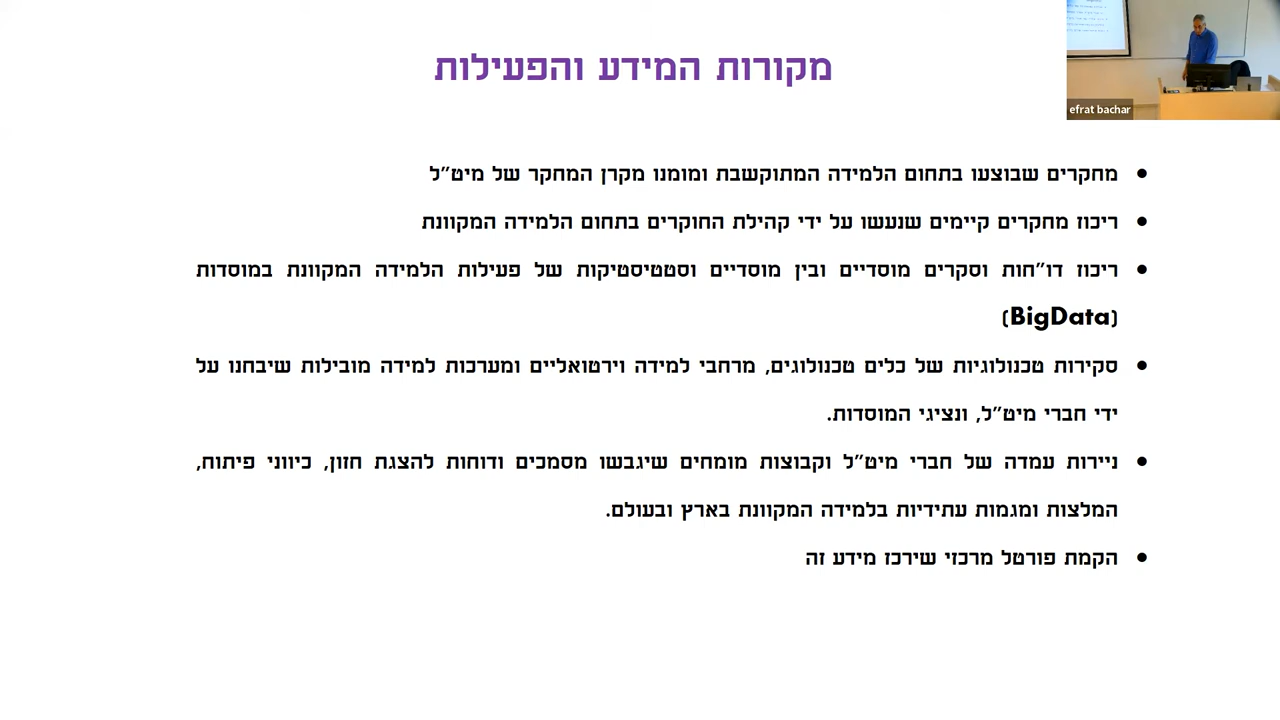 מקורות המידע והפעילות
efrat bachar
• מחקרים שבוצעו בתחום הלמידה המתוקשבת ומומנו מקרן המחקר של מיט"ל
• ריכוז מחקרים קיימים שנעשו על ידי קהילת החוקרים בתחום הלמידה המקוונת
• ריכוז דו"חות וסקרים מוסדיים ובין מוסדיים וסטטיסטיקות של פעילות הלמידה המקוונת במוסדות
(BigData)
• סקירות טכנולוגיות של כלים טכנולוגים, מרחבי למידה וירטואליים ומערכות למידה מובילות שיבחנו על
ידי חברי מיט"ל, ונציגי המוסדות.
• ניירות עמדה של חברי מיט"ל וקבוצות מומחים שיגבשו מסמכים ודוחות להצגת חזון, כיווני פיתוח,
המלצות ומגמות עתידיות בלמידה המקוונת בארץ ובעולם.
• הקמת פורטל מרכזי שירכז מידע זה